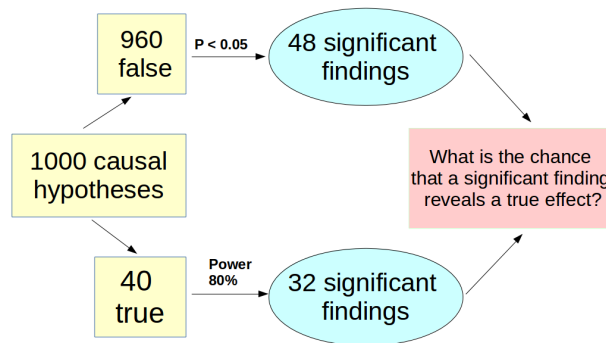 960
false
P < 0.05
48 significant
findings
1000 causal
hypotheses
What is the chance
that a significant finding
reveals a true effect?
40
true
Power
80%
32 significant
findings